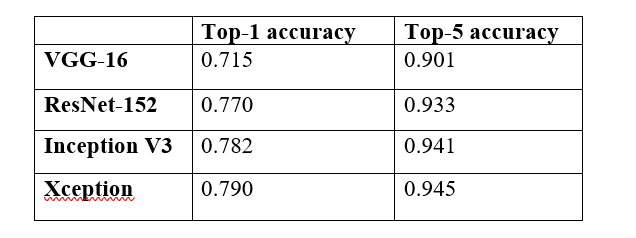 Top-1 accuracy Top-5 accuracy
VGG-16 0.715 0.901
ResNet-152 0.770 0.933
Inception V3 0.782 0.941
Xception 0.790 0.945